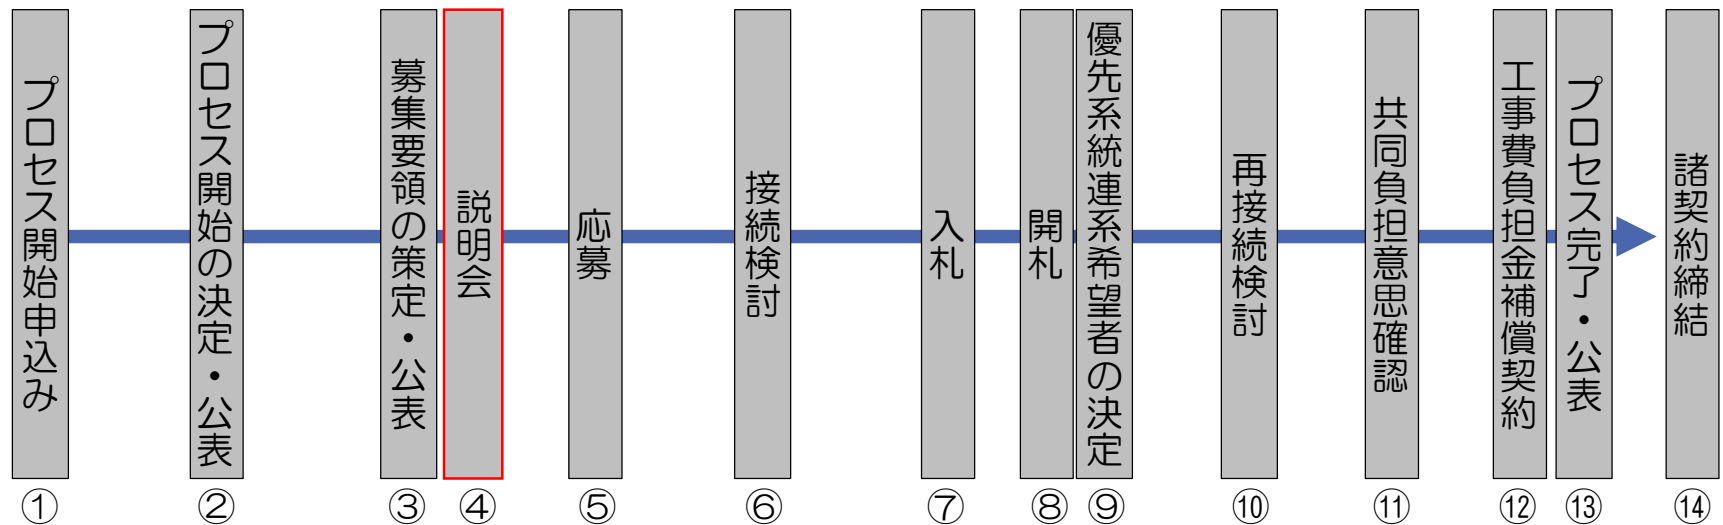 プロセス開始申込み
プロセス開始の決定・公表
募集要領の策定・公表
説明会
応募
接続検討
入札
開札
優先系統連系希望者の決定
再接続検討
共同負担意思確認
工事費負担金補償契約
プロセス完了・公表
諸契約締結
①
②
③
④
⑤
⑥
⑦
⑧
⑨
⑩
⑪
⑫
⑬
⑭